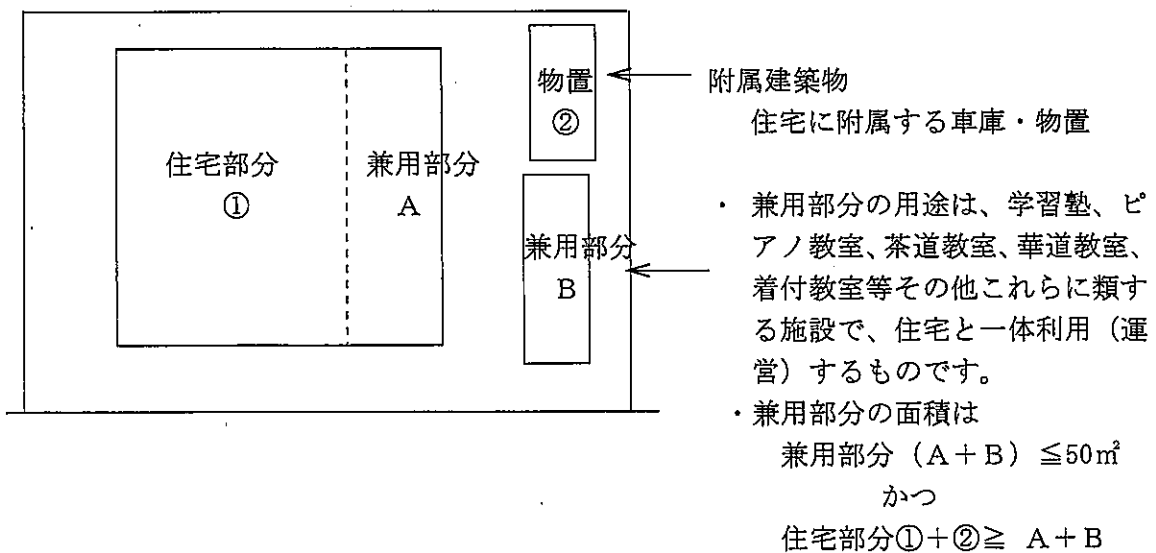 物置
②
住宅部分
①
兼用部分
A
兼用部分
B
附属建築物
住宅に附属する車庫・物置
・ 兼用部分の用途は、学習塾、ピ
アノ教室、茶道教室、華道教室、
着付教室等その他これらに類す
る施設で、住宅と一体利用（運
営）するものです。
・兼用部分の面積は
兼用部分（A＋B）≦50㎡
かつ
住宅部分①＋②≧ A＋B